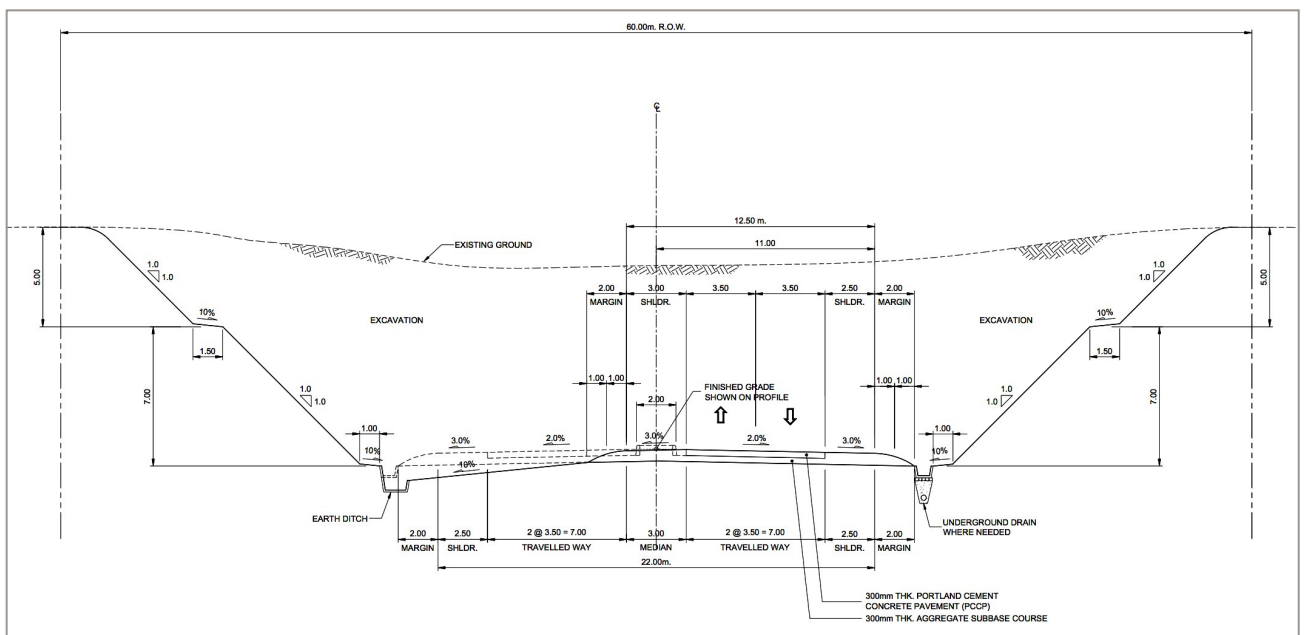 60.00m. R.O.W.
℄
12.50 m.
11.00
EXISTING GROUND
5.00
1.0
1.0
1.0
1.0
5.00
2.00
3.00
3.50
3.50
2.50
2.00
MARGIN
SHLDR.
SHLDR.
MARGIN
10%
EXCAVATION
EXCAVATION
10%
1.50
1.50
7.00
1.0
1.0
1.00
1.00
FINISHED GRADE
SHOWN ON PROFILE
1.00
1.00
1.0
1.0
7.00
2.00
1.00
3.0%
2.0%
3.0%
2.0%
3.0%
1.00
10%
10%
10%
EARTH DITCH
UNDERGROUND DRAIN
WHERE NEEDED
2.00
2.50
2 @ 3.50 = 7.00
3.00
2 @ 3.50 = 7.00
2.50
2.00
MARGIN
SHLDR.
TRAVELLED WAY
MEDIAN
TRAVELLED WAY
SHLDR.
MARGIN
22.00m.
300mm THK. PORTLAND CEMENT
CONCRETE PAVEMENT (PCCP)
300mm THK. AGGREGATE SUBBASE COURSE